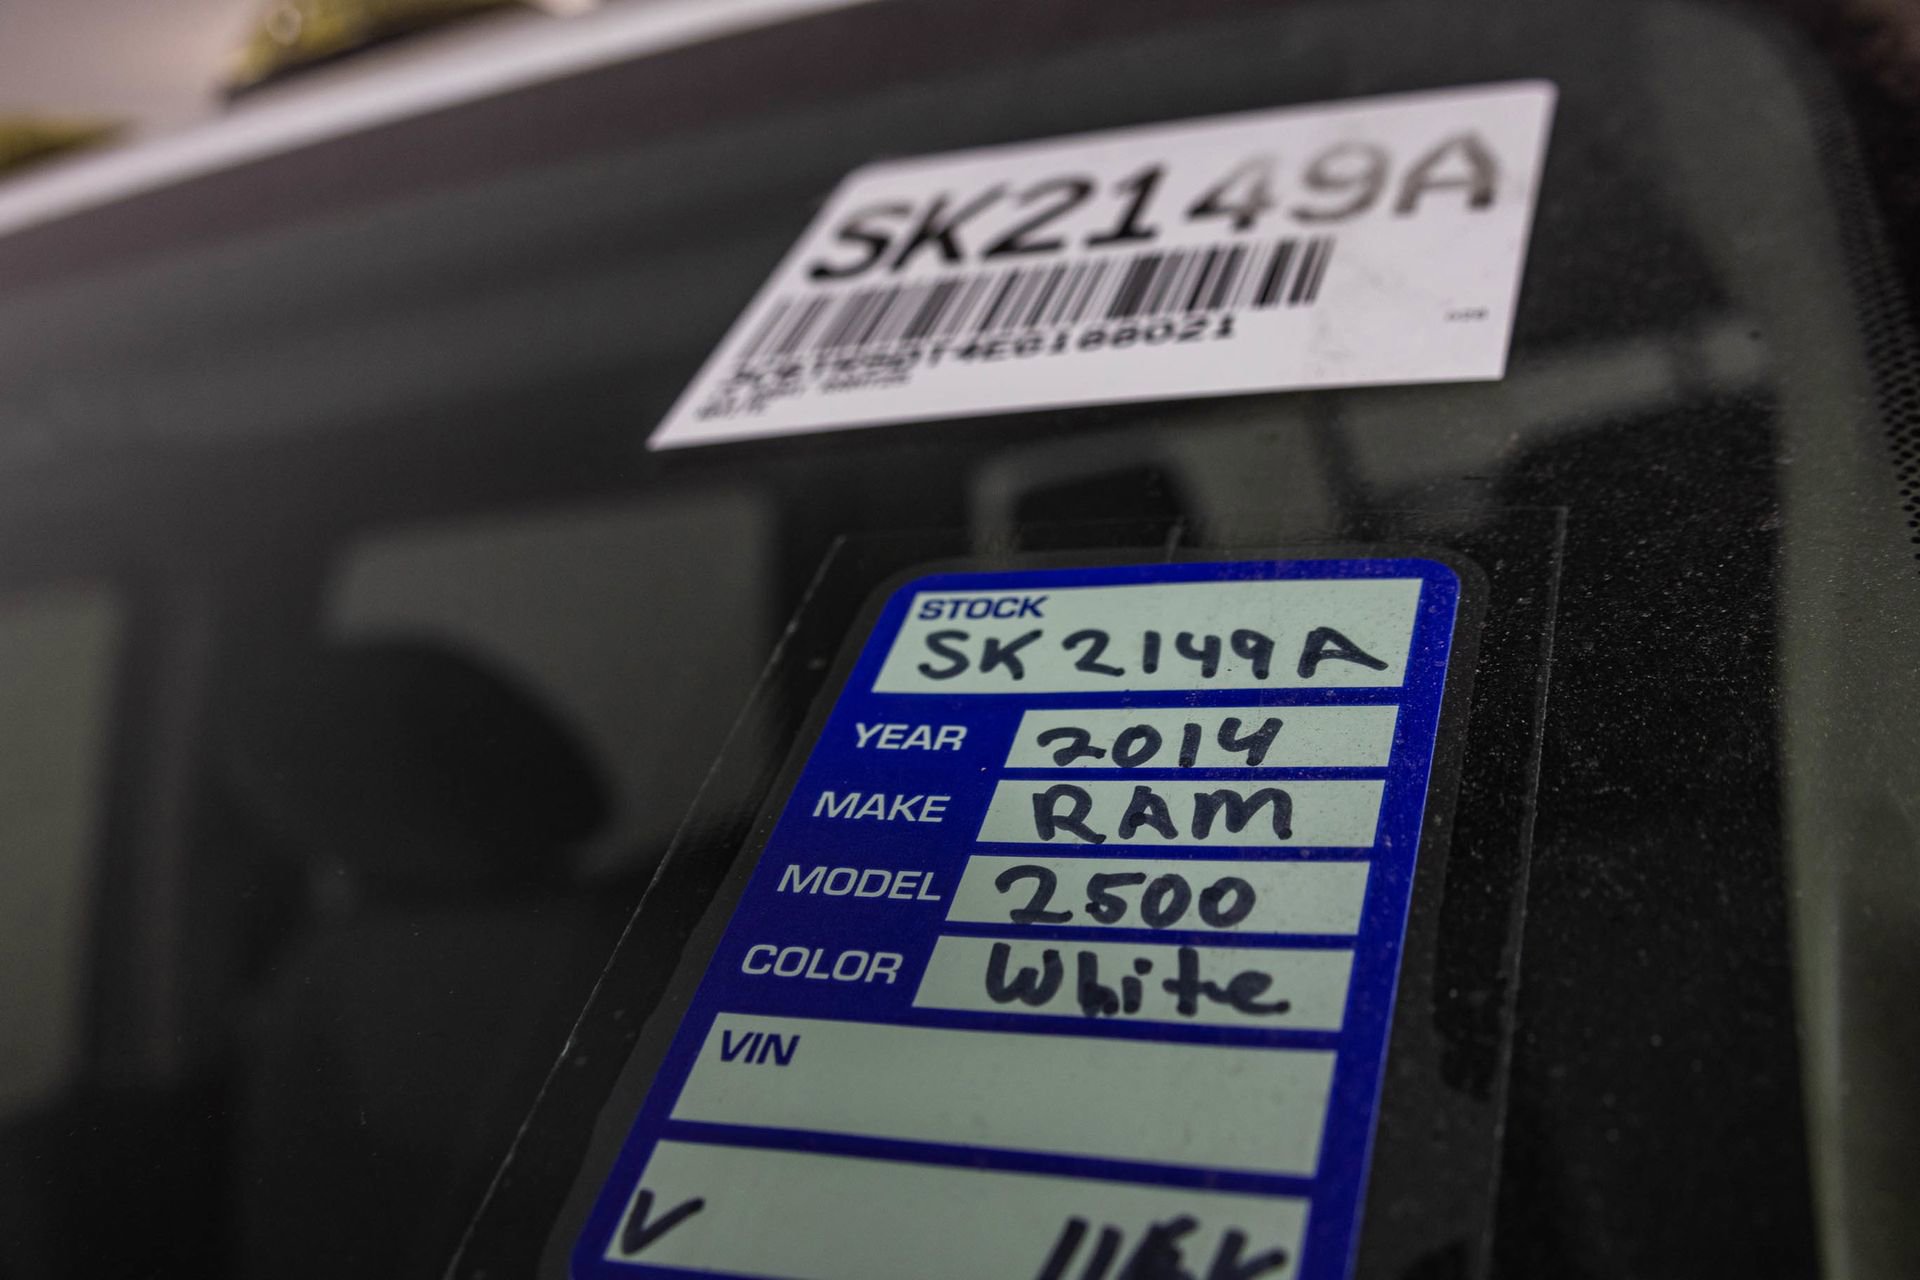 SK2149A
STOCK
SK2149A
YEAR 2014
MAKE RAM
MODEL 2500
COLOR White
VIN
V